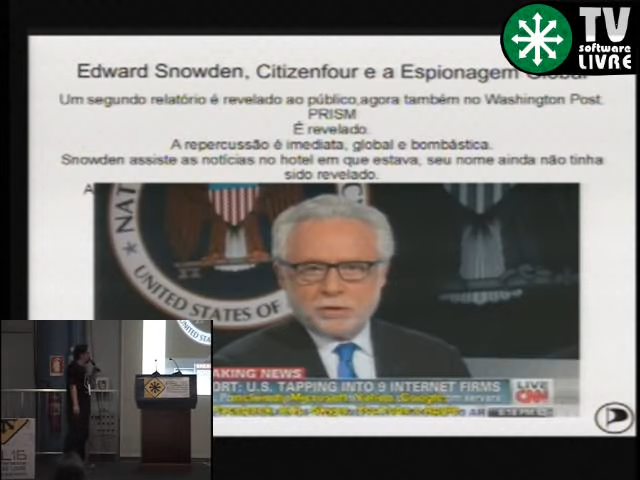 TV
software
LIVRE
Edward Snowden, Citizenfour e a Espionagem Global
Um segundo relatório é revelado ao público,agora também no Washington Post.
PRISM
É revelado.
A repercussão é imediata, global e bombástica.
Snowden assiste as notícias no hotel em que estava, seu nome ainda não tinha
sido revelado.
A
NAT
UNITED STATES OF
AKING NEWS
ORT: U.S. TAPPING INTO 9 INTERNET FIRMS
LIVE
CNN